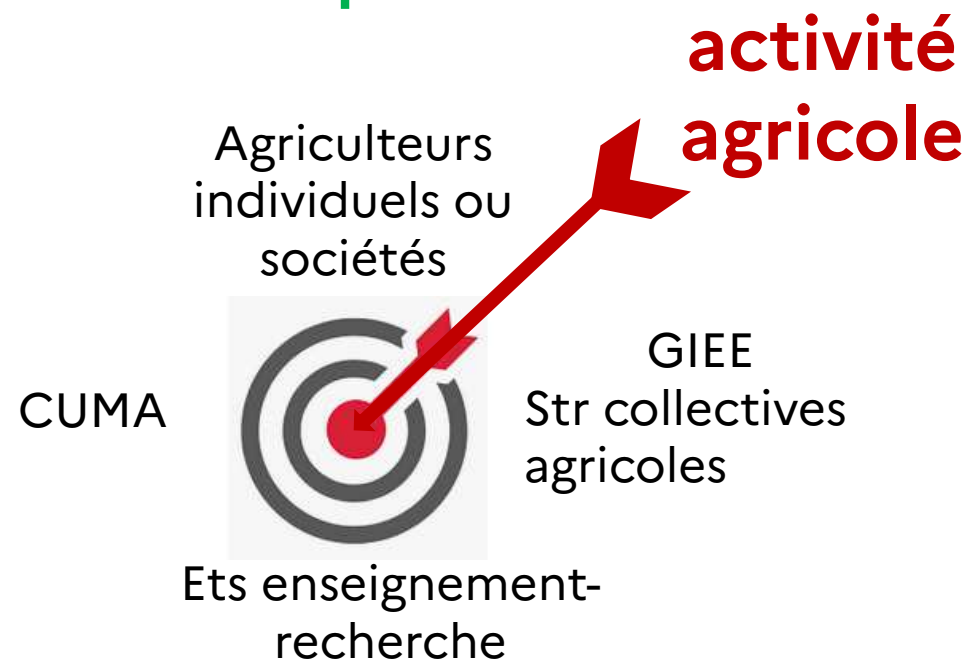 activité
agricole
Agriculteurs
individuels ou
sociétés
CUMA
GIEE
Str collectives
agricoles
Ets enseignement-
recherche